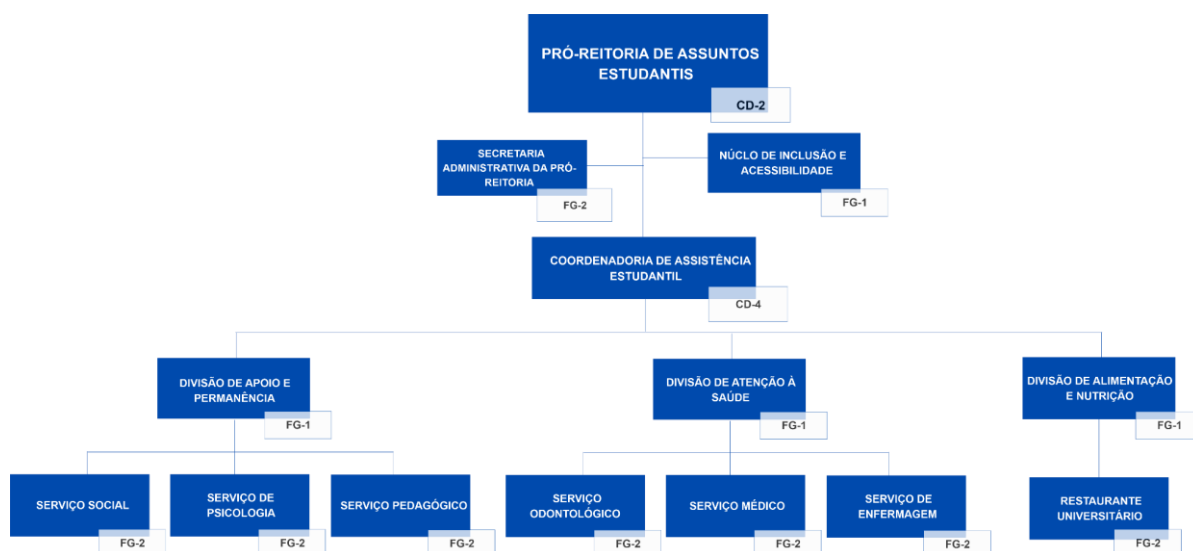 PRÓ-REITORIA DE ASSUNTOS
ESTUDANTIS
CD-2
SECRETARIA
ADMINISTRATIVA DA PRÓ-
REITORIA
FG-2
NÚCLO DE INCLUSÃO E
ACESSIBILIDADE
FG-1
COORDENADORIA DE ASSISTÊNCIA
ESTUDANTIL
CD-4
DIVISÃO DE APOIO E
PERMANÊNCIA
FG-1
DIVISÃO DE ATENÇÃO À
SAÚDE
FG-1
DIVISÃO DE ALIMENTAÇÃO
E NUTRIÇÃO
FG-1
SERVIÇO SOCIAL
FG-2
SERVIÇO DE
PSICOLOGIA
FG-2
SERVIÇO PEDAGÓGICO
FG-2
SERVIÇO
ODONTOLÓGICO
FG-2
SERVIÇO MÉDICO
FG-2
SERVIÇO DE
ENFERMAGEM
FG-2
RESTAURANTE
UNIVERSITÁRIO
FG-2